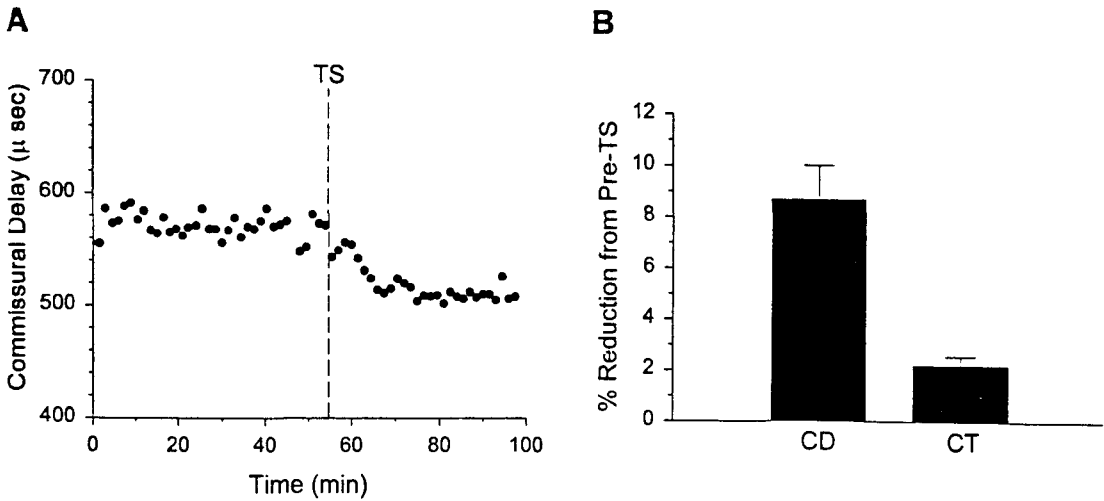 A
Commissural Delay (μ sec)
700
600
500
400
TS
0 20 40 60 80 100
Time (min)
B
% Reduction from Pre-TS
12
10
8
6
4
2
0
CD CT